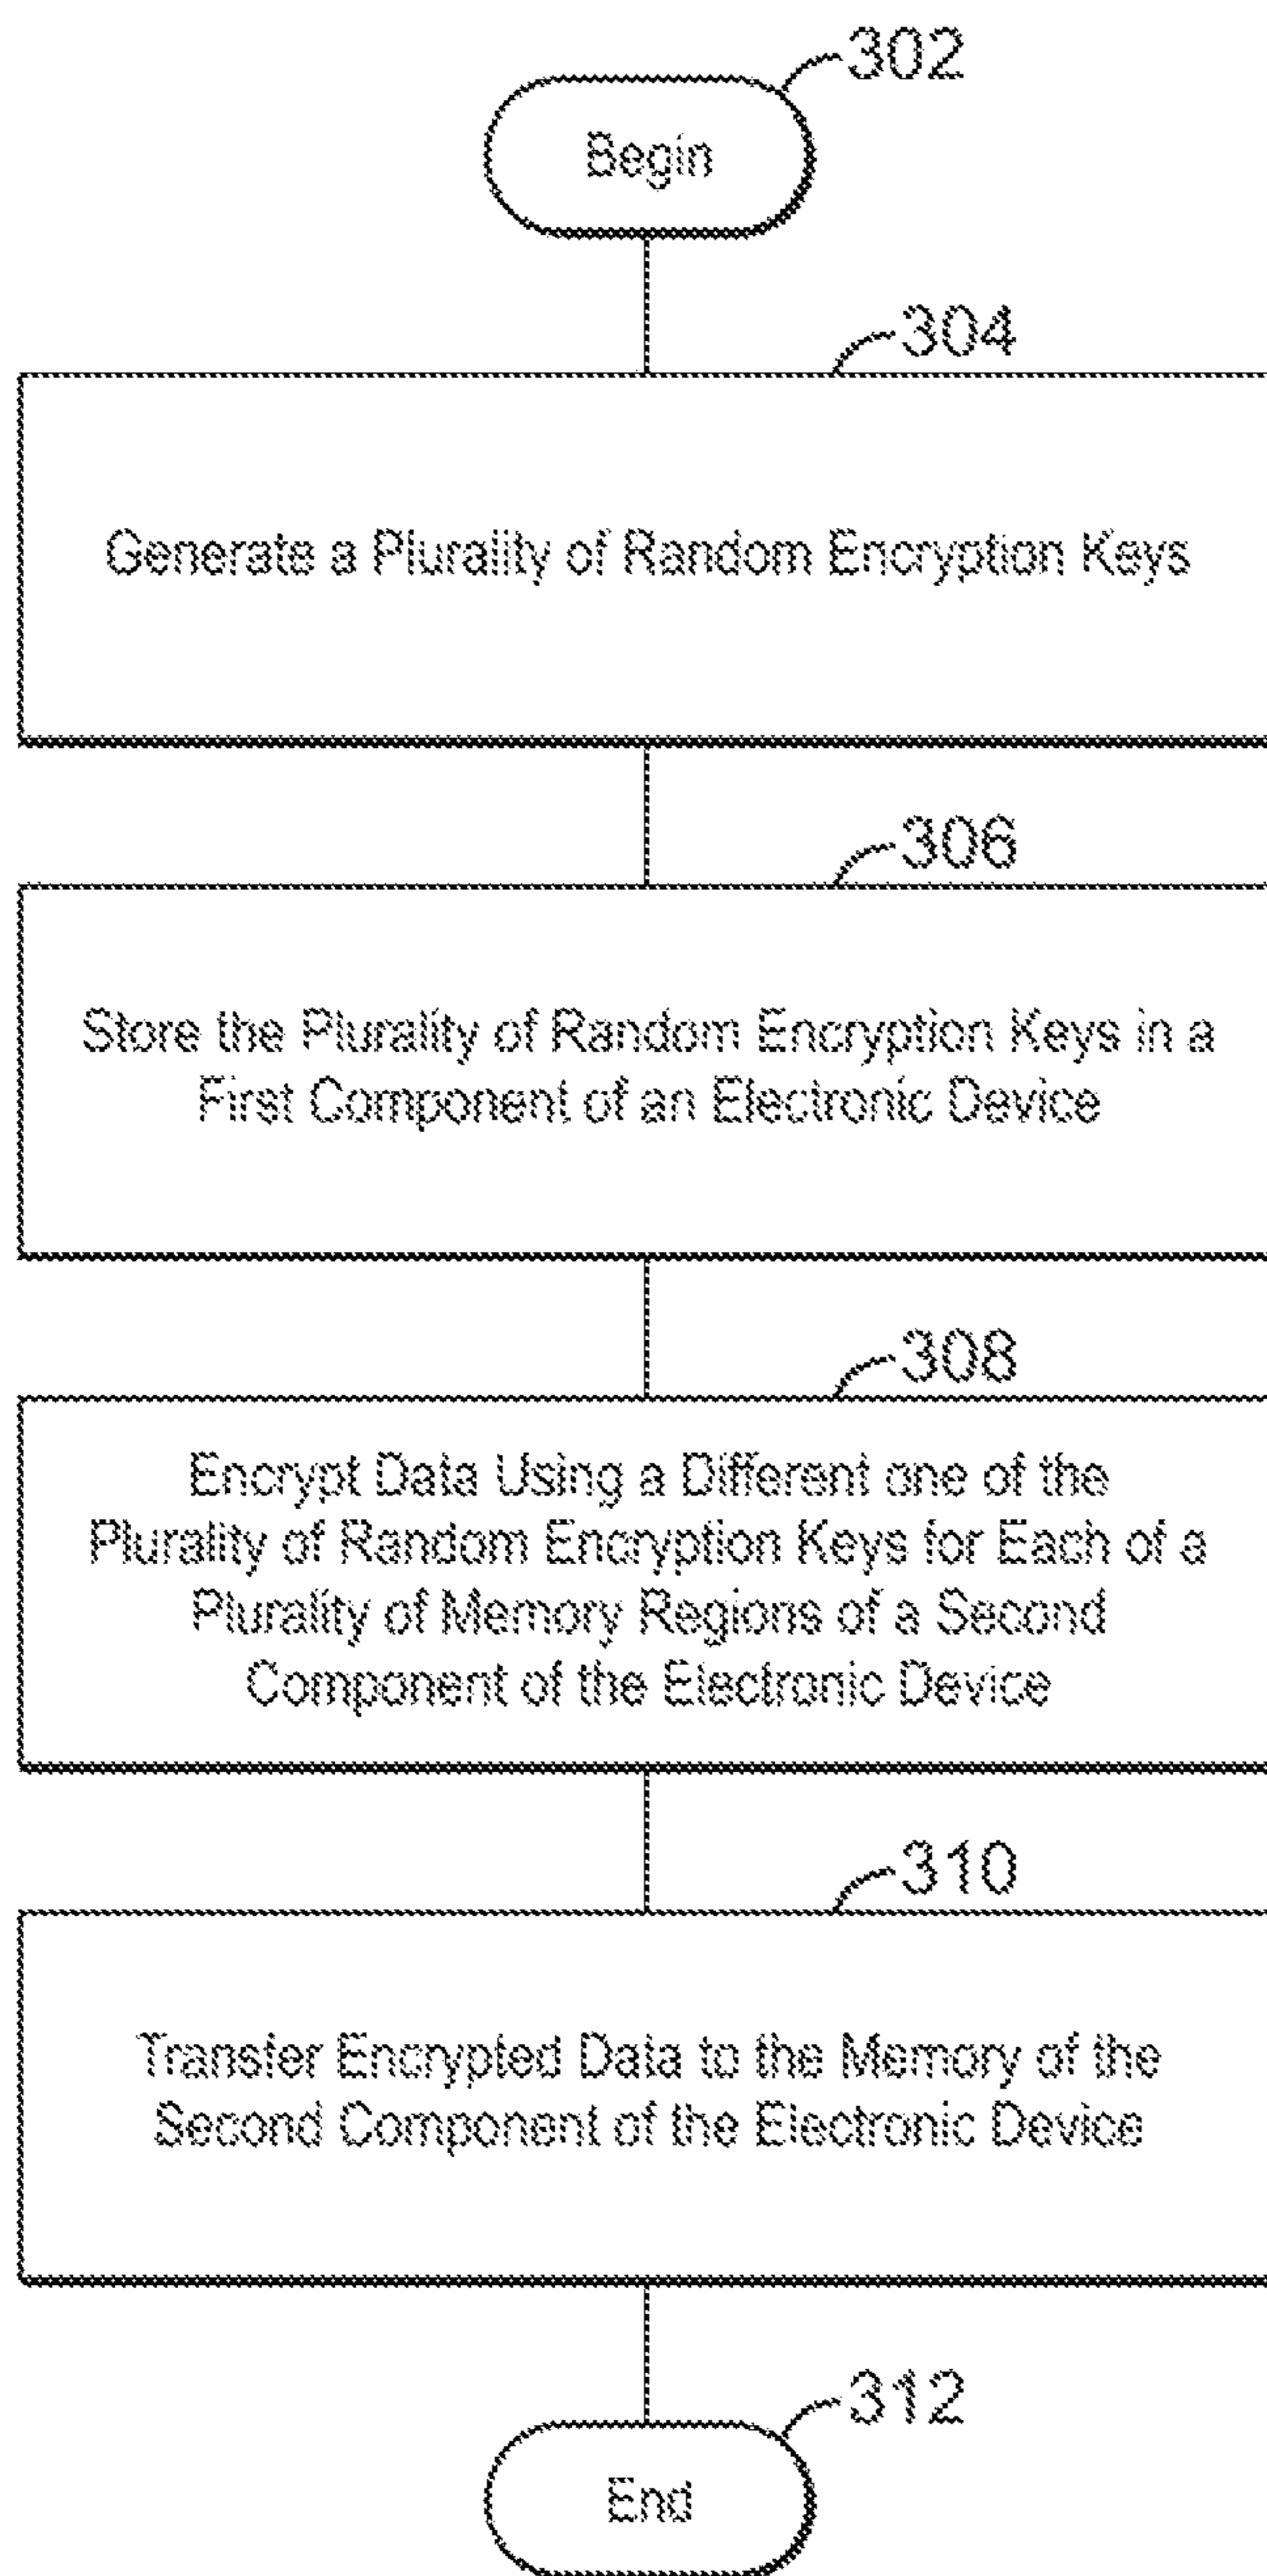 302
Begin
304
Generate a Plurality of Random Encryption Keys
306
Store the Plurality of Random Encryption Keys in a
First Component of an Electronic Device
308
Encrypt Data Using a Different one of the
Plurality of Random Encryption Keys for Each of a
Plurality of Memory Regions of a Second
Component of the Electronic Device
310
Transfer Encrypted Data to the Memory of the
Second Component of the Electronic Device
312
End